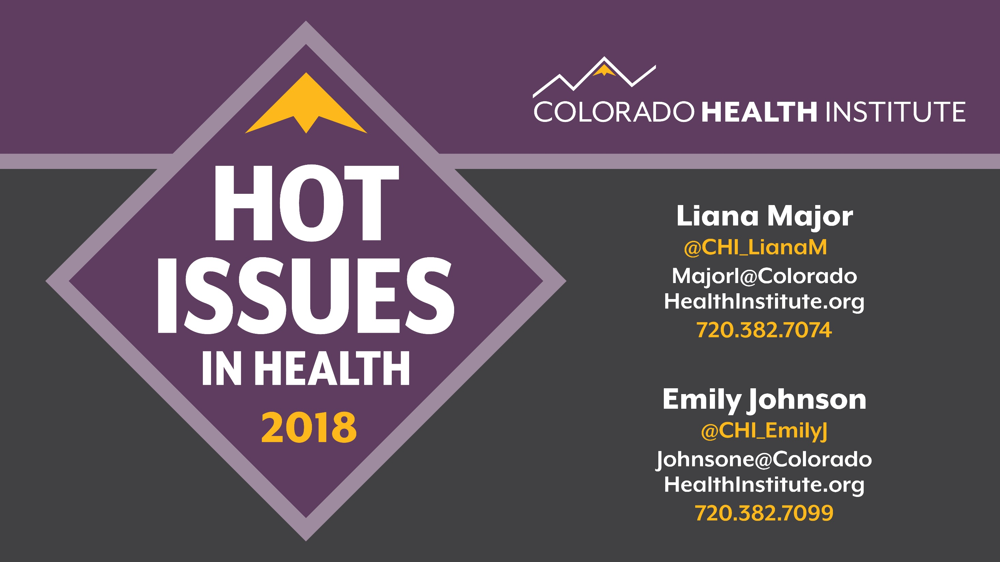 COLORADO HEALTH INSTITUTE
HOT
ISSUES
IN HEALTH
2018
Liana Major
@CHI_LianaM
Majorl@Colorado
HealthInstitute.org
720.382.7074
Emily Johnson
@CHI_EmilyJ
Johnsone@Colorado
HealthInstitute.org
720.382.7099